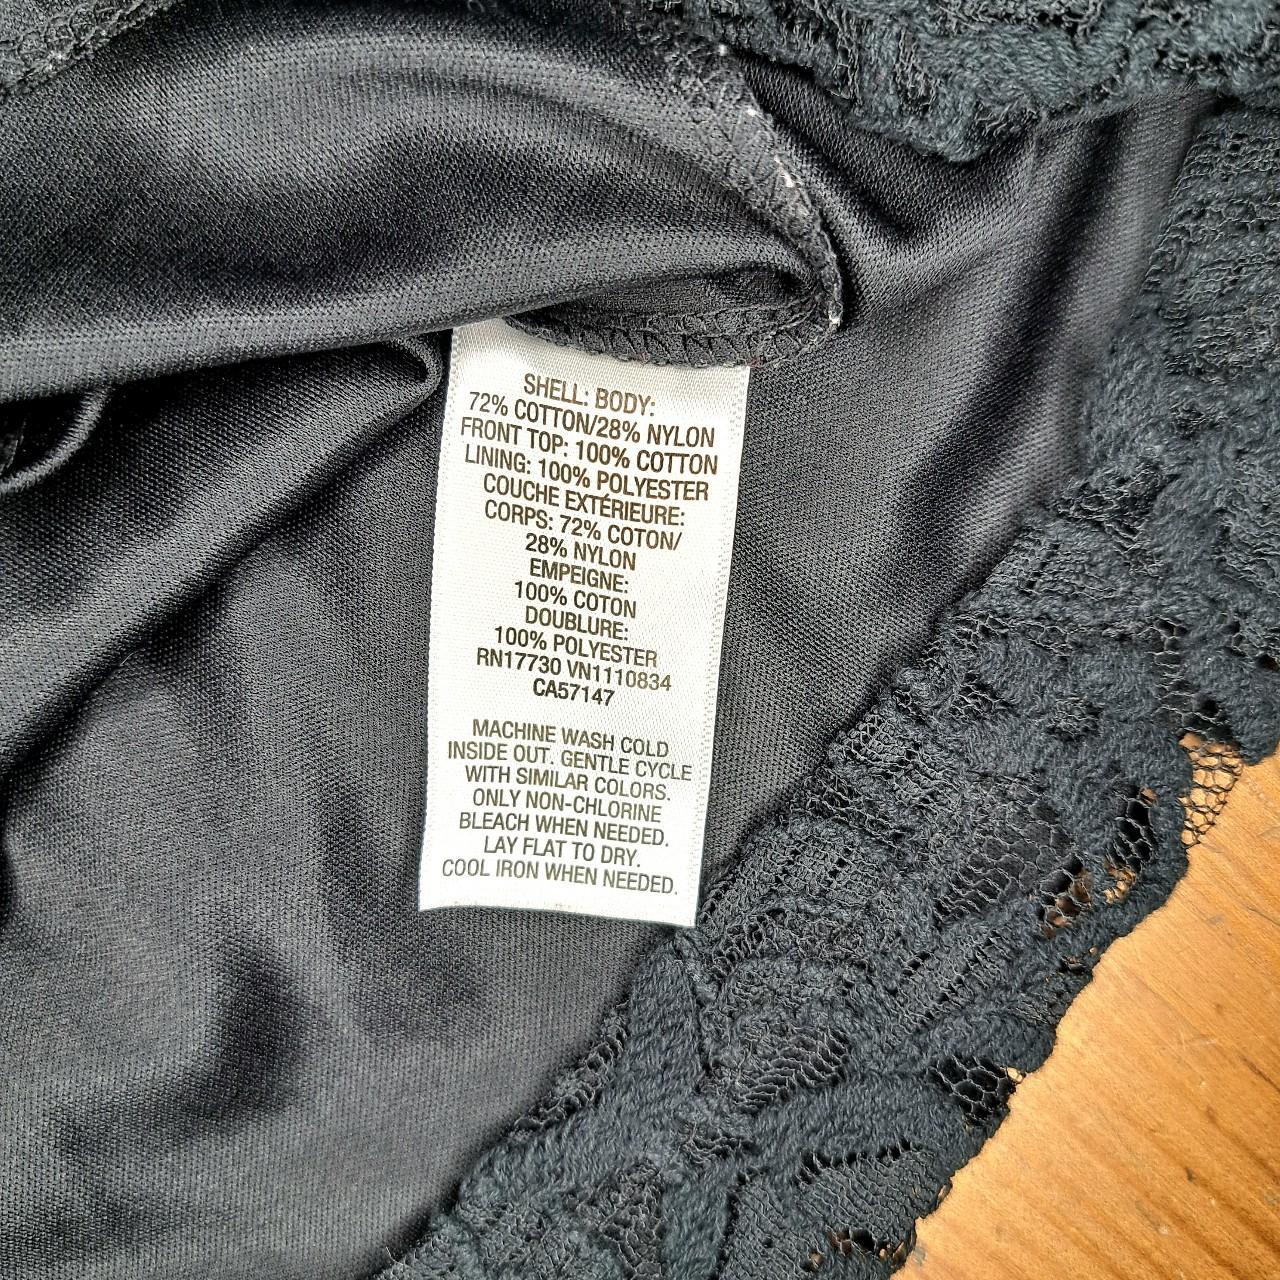 SHELL: BODY:
72% COTTON/28% NYLON
FRONT TOP: 100% COTTON
LINING: 100% POLYESTER
COUCHE EXTÉRIEURE:
CORPS: 72% COTON/
28% NYLON
EMPEIGNE:
100% COTON
DOUBLURE:
100% POLYESTER
RN17730 VN1110834
CA57147
MACHINE WASH COLD
INSIDE OUT. GENTLE CYCLE
WITH SIMILAR COLORS.
ONLY NON-CHLORINE
BLEACH WHEN NEEDED.
LAY FLAT TO DRY.
COOL IRON WHEN NEEDED.